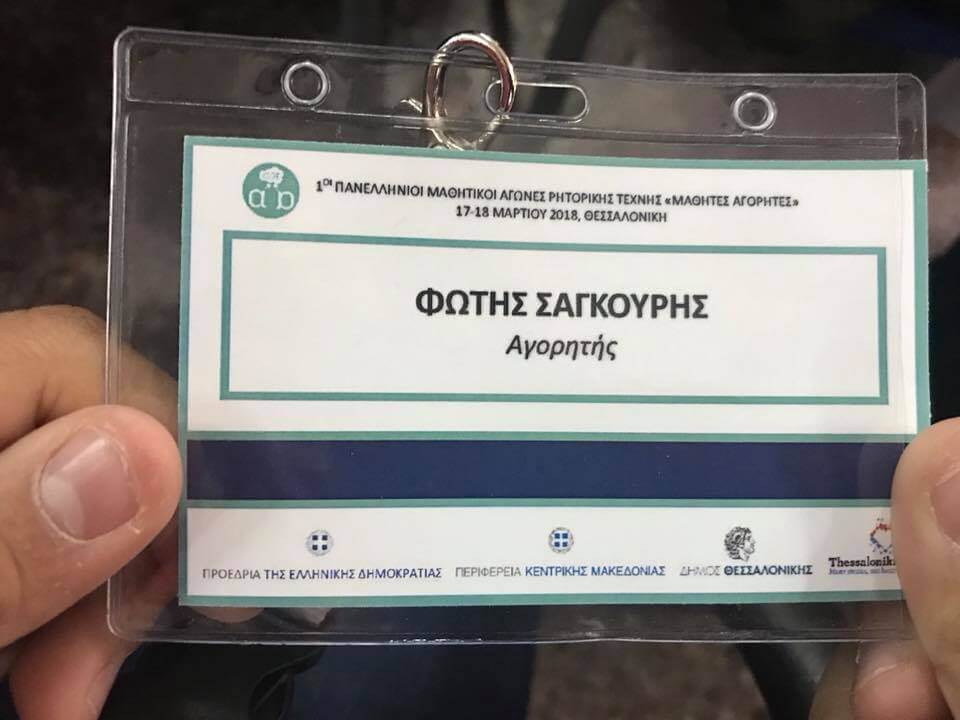 1οι ΠΑΝΕΛΛΗΝΙΟΙ ΜΑΘΗΤΙΚΟΙ ΑΓΩΝΕΣ ΡΗΤΟΡΙΚΗΣ ΤΕΧΝΗΣ «ΜΑΘΗΤΕΣ ΑΓΟΡΗΤΕΣ»
17-18 ΜΑΡΤΙΟΥ 2018, ΘΕΣΣΑΛΟΝΙΚΗ
ΦΩΤΗΣ ΣΑΓΚΟΥΡΗΣ
Αγορητής
ΠΡΟΕΔΡΙΑ ΤΗΣ ΕΛΛΗΝΙΚΗΣ ΔΗΜΟΚΡΑΤΙΑΣ ΠΕΡΙΦΕΡΕΙΑ ΚΕΝΤΡΙΚΗΣ ΜΑΚΕΔΟΝΙΑΣ ΔΗΜΟΣ ΘΕΣΣΑΛΟΝΙΚΗΣ Thessaloniki